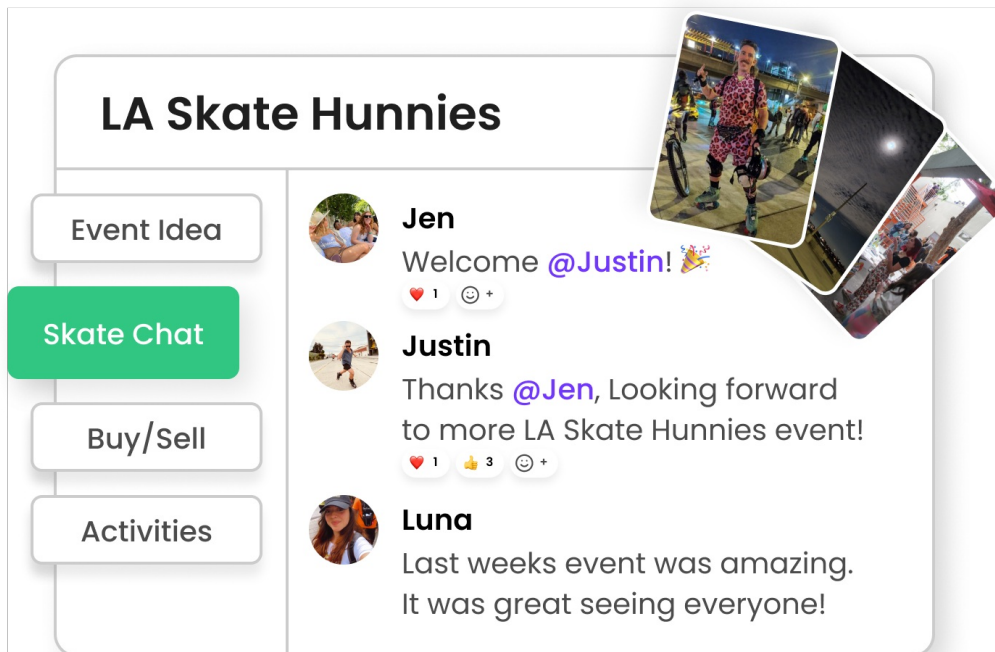 LA Skate Hunnies
Event Idea
Skate Chat
Buy/Sell
Activities
Jen
Welcome @Justin! 🎉
❤️ 1 +
Justin
Thanks @Jen, Looking forward
to more LA Skate Hunnies event!
❤️ 1 👍 3 +
Luna
Last weeks event was amazing.
It was great seeing everyone!